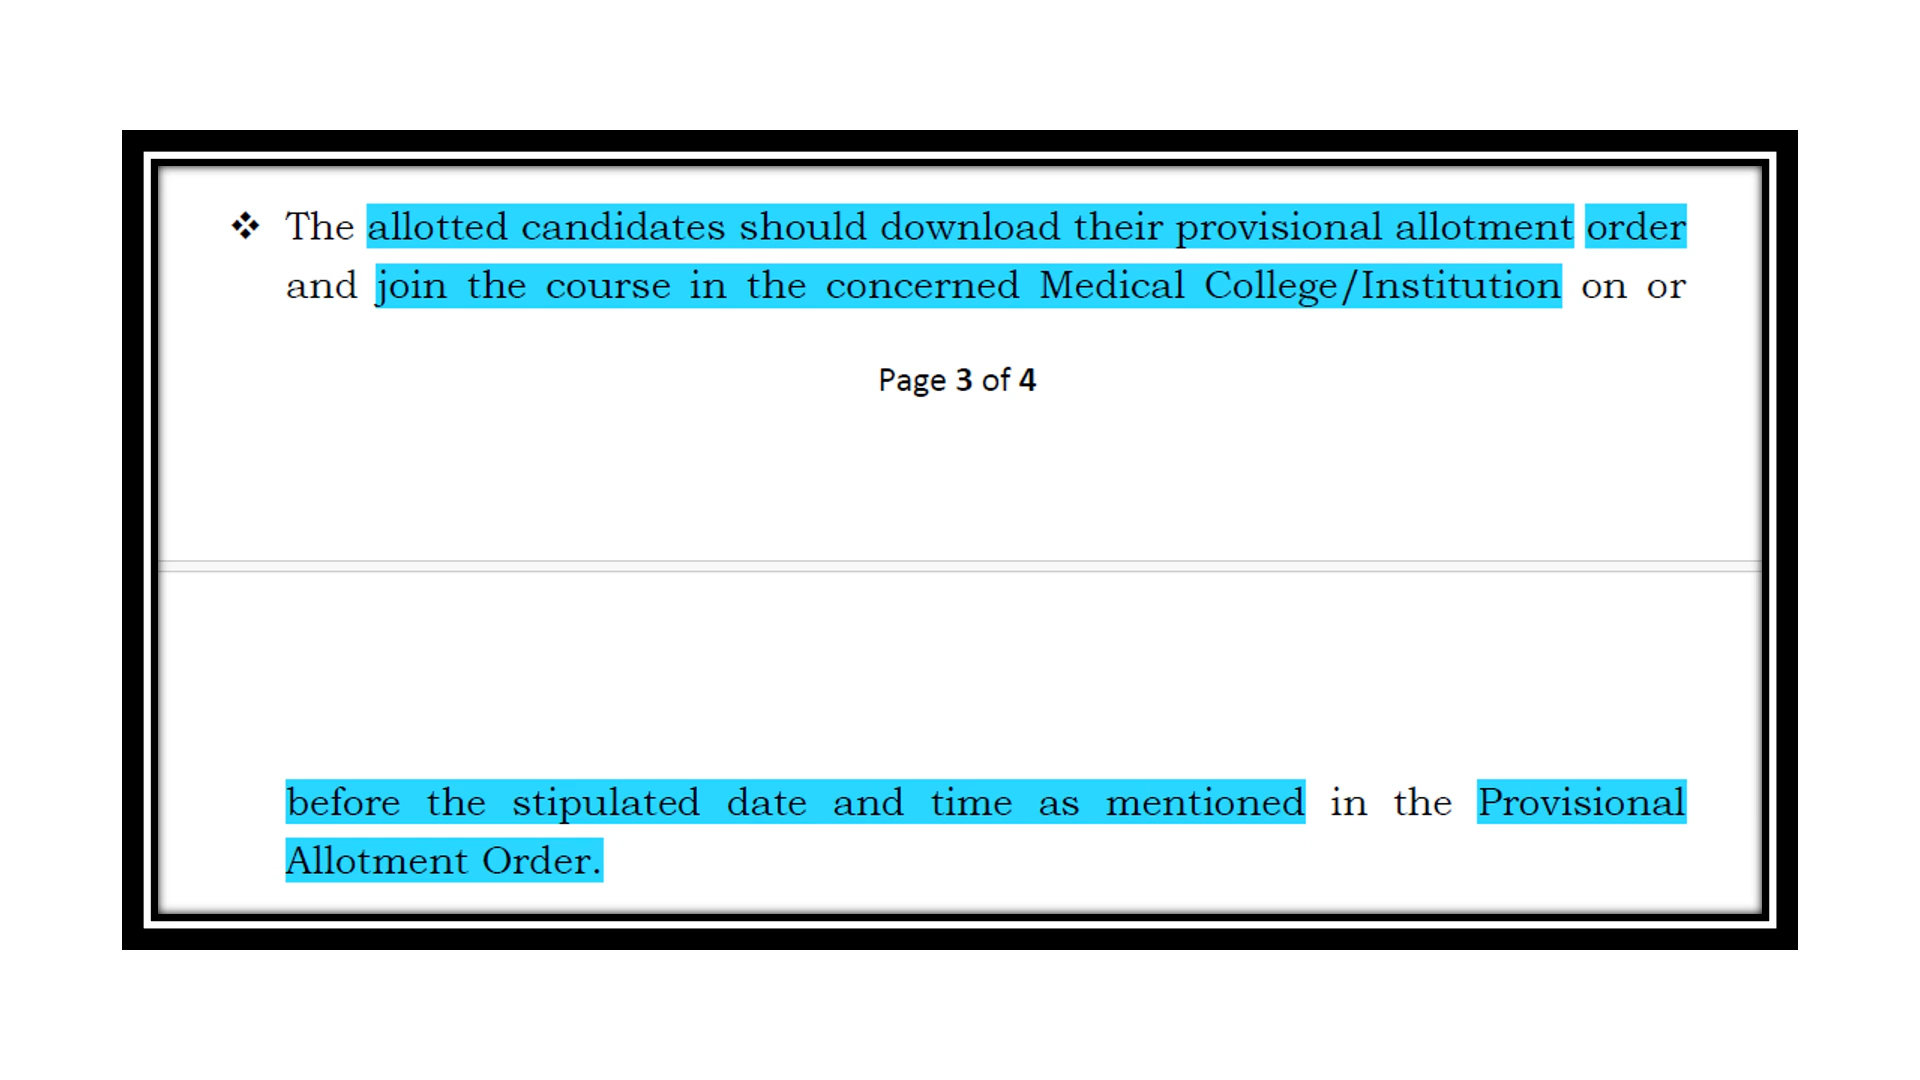 ❖ The allotted candidates should download their provisional allotment order
and join the course in the concerned Medical College/Institution on or
Page 3 of 4
before the stipulated date and time as mentioned in the Provisional
Allotment Order.